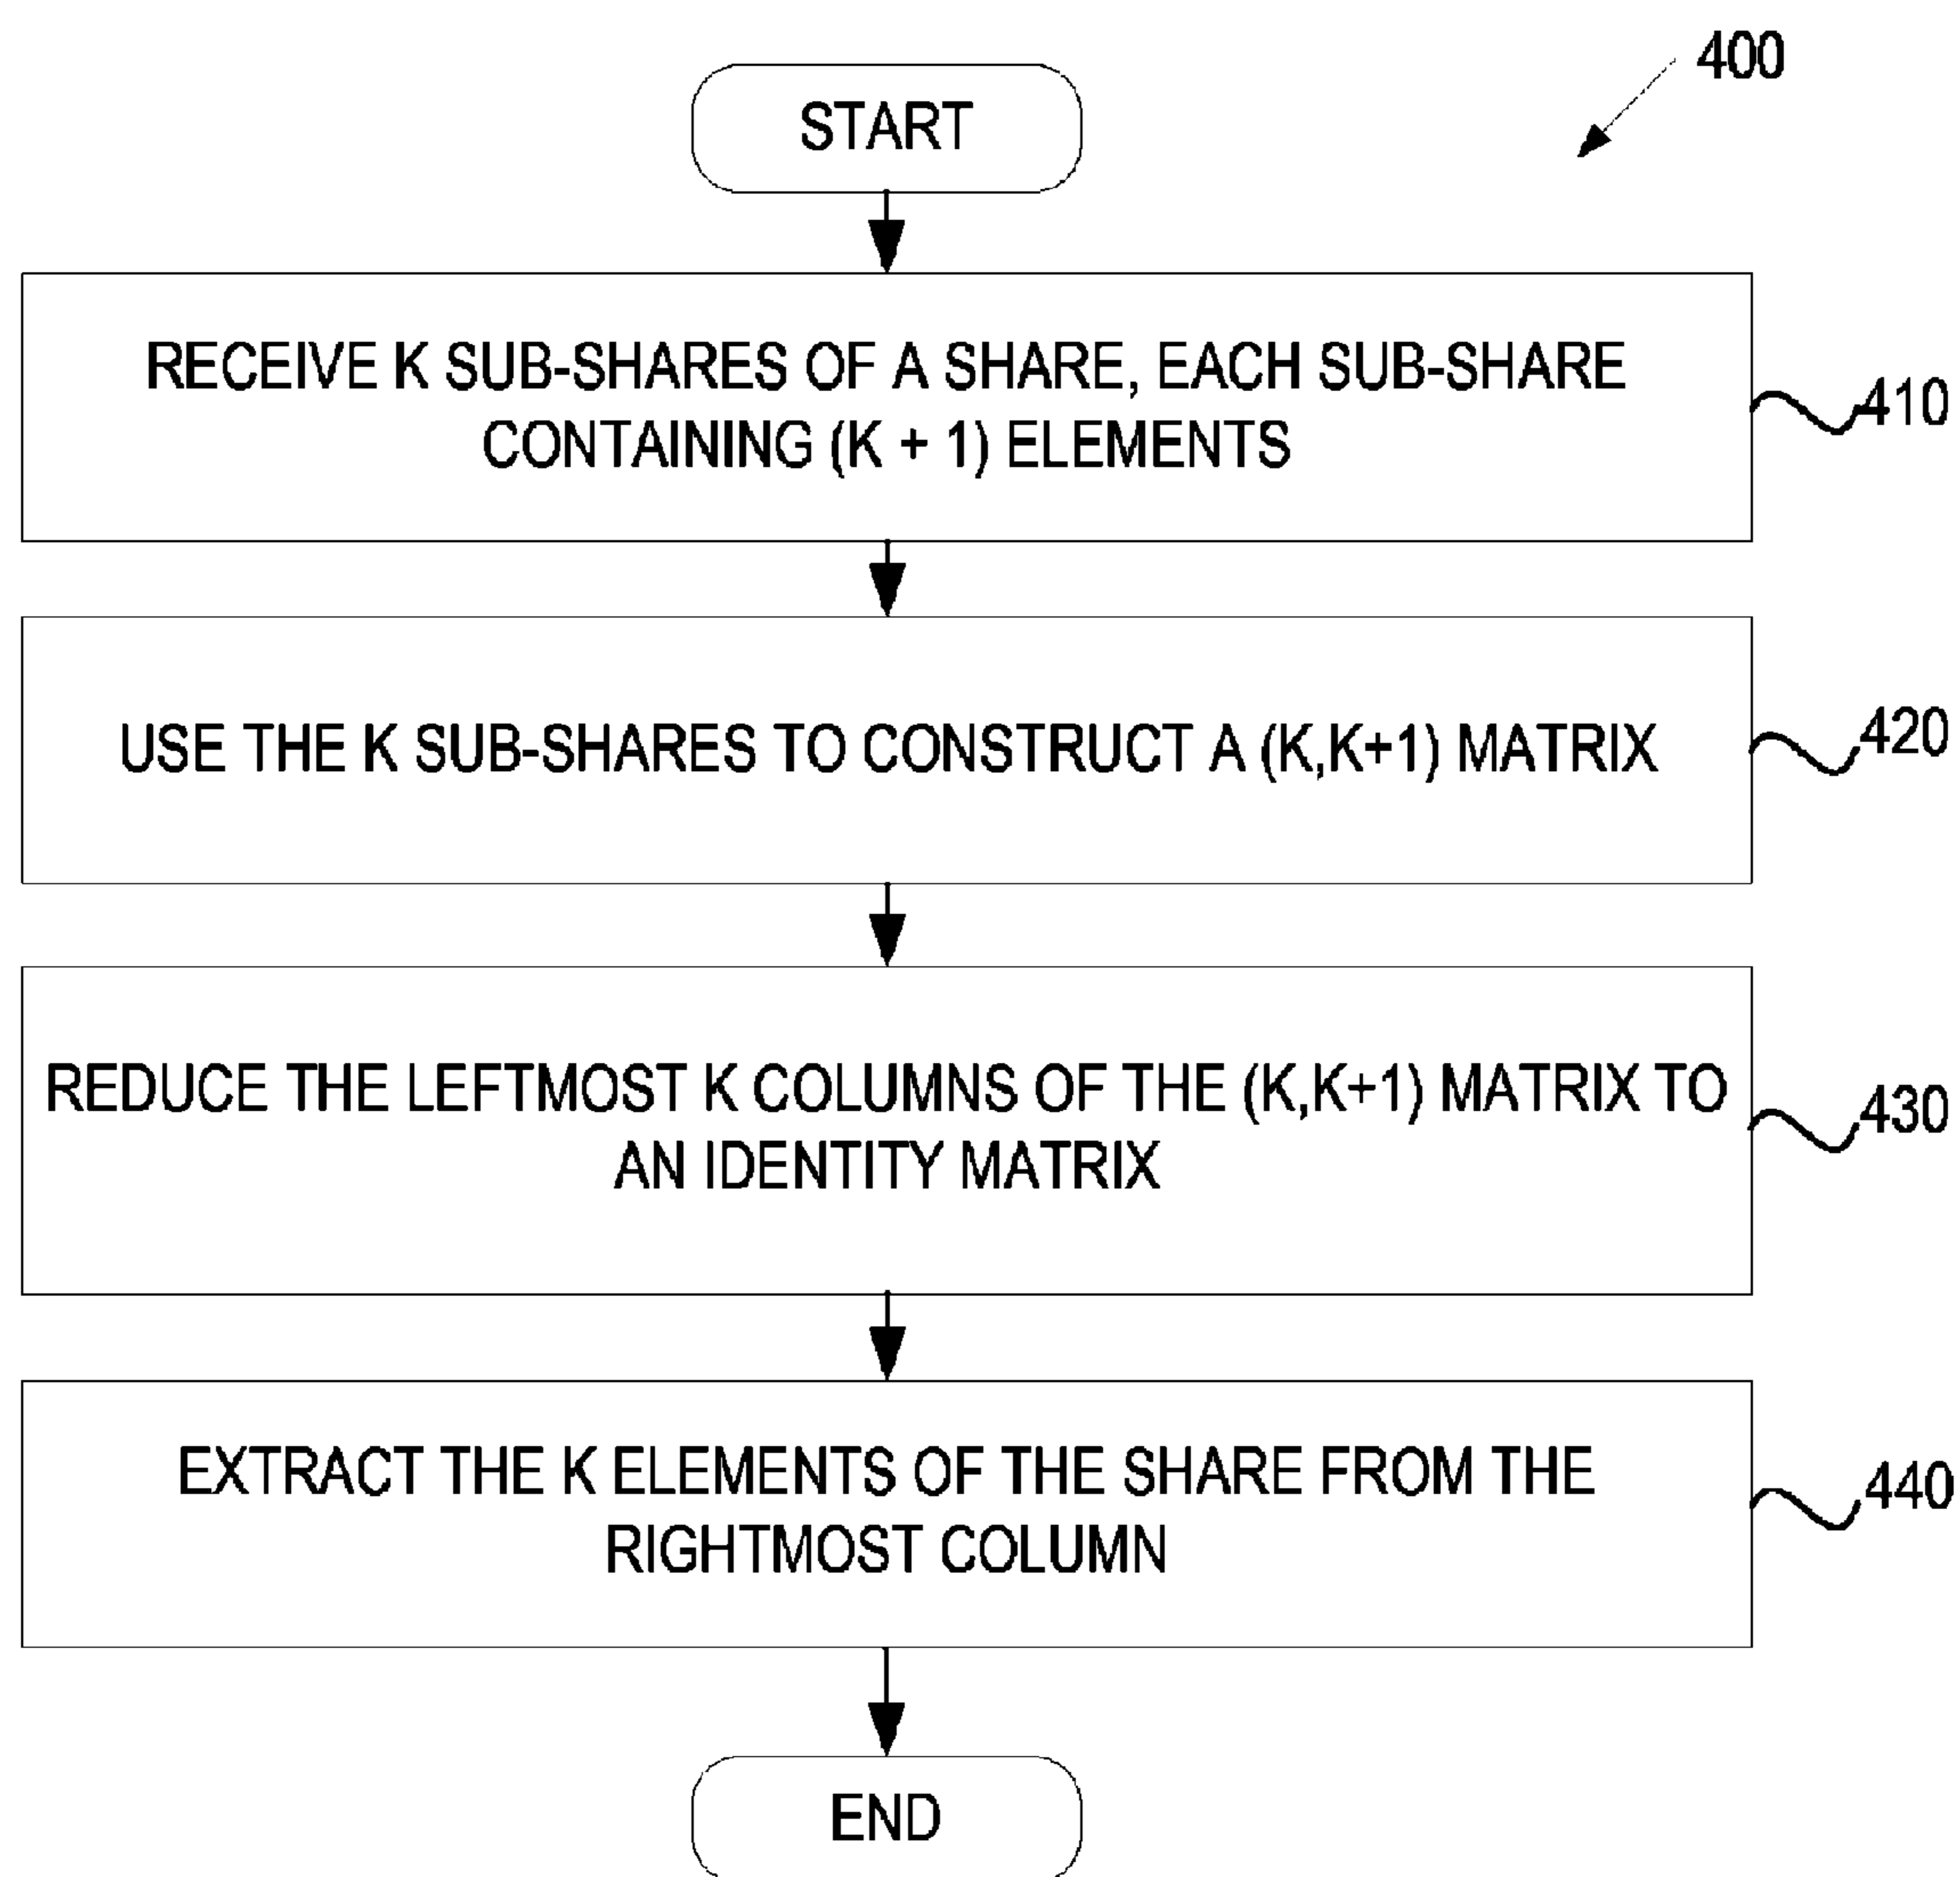 400
START
RECEIVE K SUB-SHARES OF A SHARE, EACH SUB-SHARE
CONTAINING (K + 1) ELEMENTS
410
USE THE K SUB-SHARES TO CONSTRUCT A (K,K+1) MATRIX
420
REDUCE THE LEFTMOST K COLUMNS OF THE (K,K+1) MATRIX TO
AN IDENTITY MATRIX
430
EXTRACT THE K ELEMENTS OF THE SHARE FROM THE
RIGHTMOST COLUMN
440
END